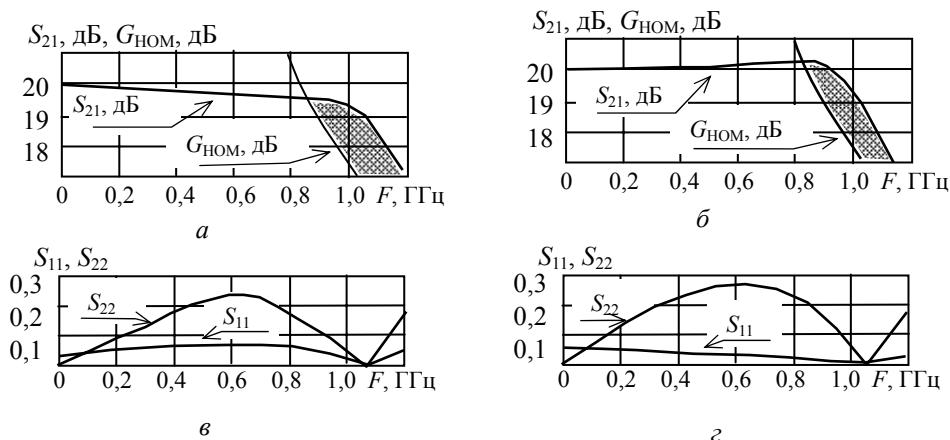 S₂₁, дБ, G_НОМ, дБ
20
19
18
S₂₁, дБ
G_НОМ, дБ
0 0,2 0,4 0,6 0,8 1,0 F, ГГц
а
S₂₁, дБ, G_НОМ, дБ
20
19
18
S₂₁, дБ
G_НОМ, дБ
0 0,2 0,4 0,6 0,8 1,0 F, ГГц
б
S₁₁, S₂₂
0,3
0,2
0,1
S₂₂
S₁₁
0 0,2 0,4 0,6 0,8 1,0 F, ГГц
в
S₁₁, S₂₂
0,3
0,2
0,1
S₂₂
S₁₁
0 0,2 0,4 0,6 0,8 1,0 F, ГГц
г